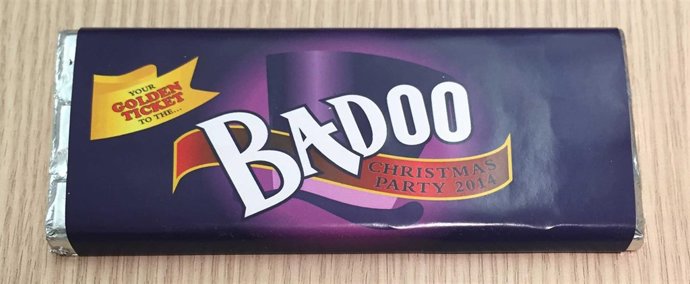 YOUR
GOLDEN
TICKET
TO THE...
BADOO
CHRISTMAS
PARTY 2014